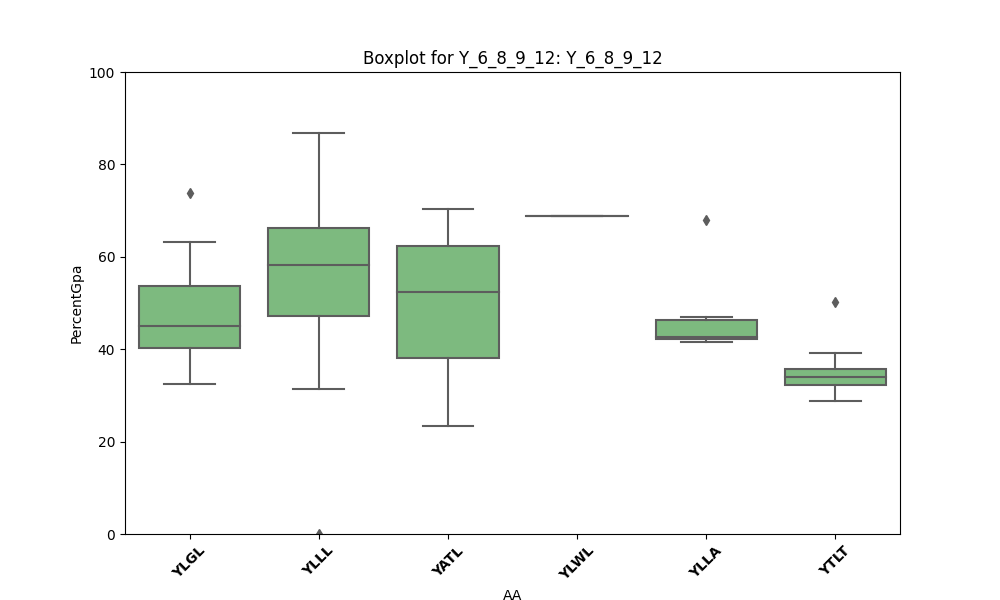 Boxplot for Y_6_8_9_12: Y_6_8_9_12
100
80
60
40
20
0
PercentGpa
YLGL
YLLL
YATL
YLWL
YLLA
YTLT
AA